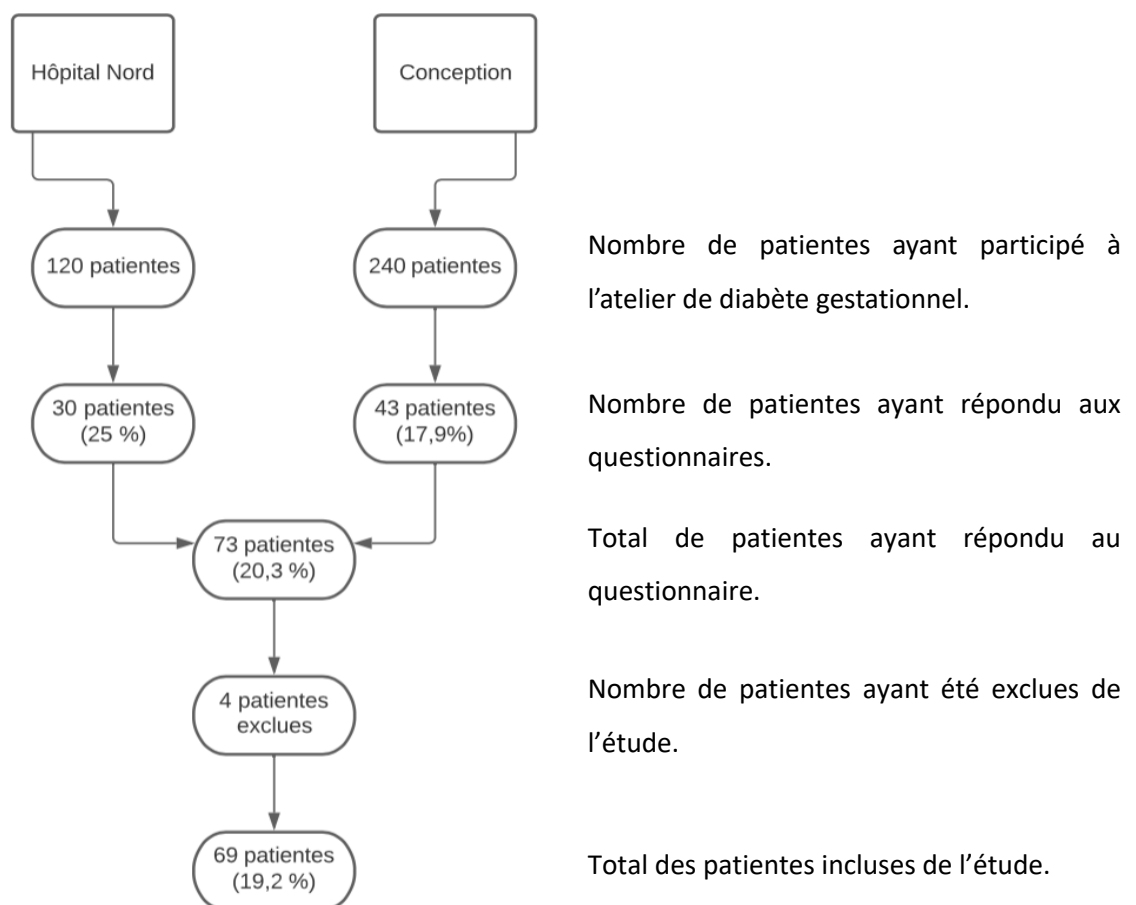 Hôpital Nord
Conception
120 patientes
240 patientes
Nombre de patientes ayant participé à
l’atelier de diabète gestationnel.
30 patientes
(25 %)
43 patientes
(17,9%)
Nombre de patientes ayant répondu aux
questionnaires.
73 patientes
(20,3 %)
Total de patientes ayant répondu au
questionnaire.
4 patientes
exclues
Nombre de patientes ayant été exclues de
l’étude.
69 patientes
(19,2 %)
Total des patientes incluses de l’étude.